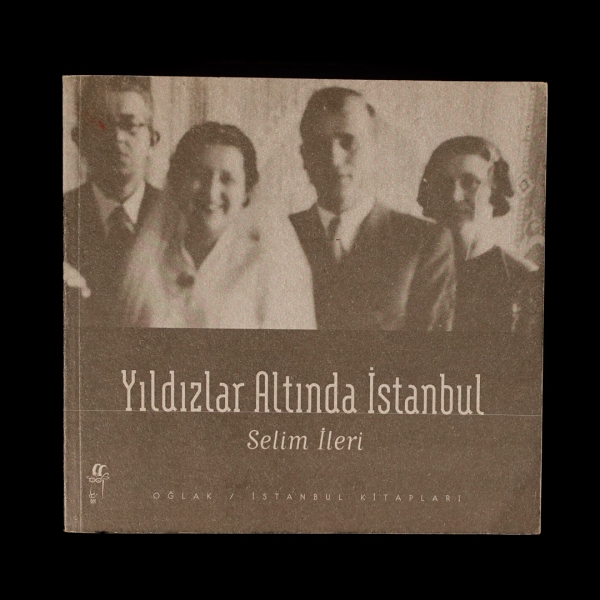 Yıldızlar Altında İstanbul
Selim İleri
OĞLAK / İSTANBUL KİTAPLARI